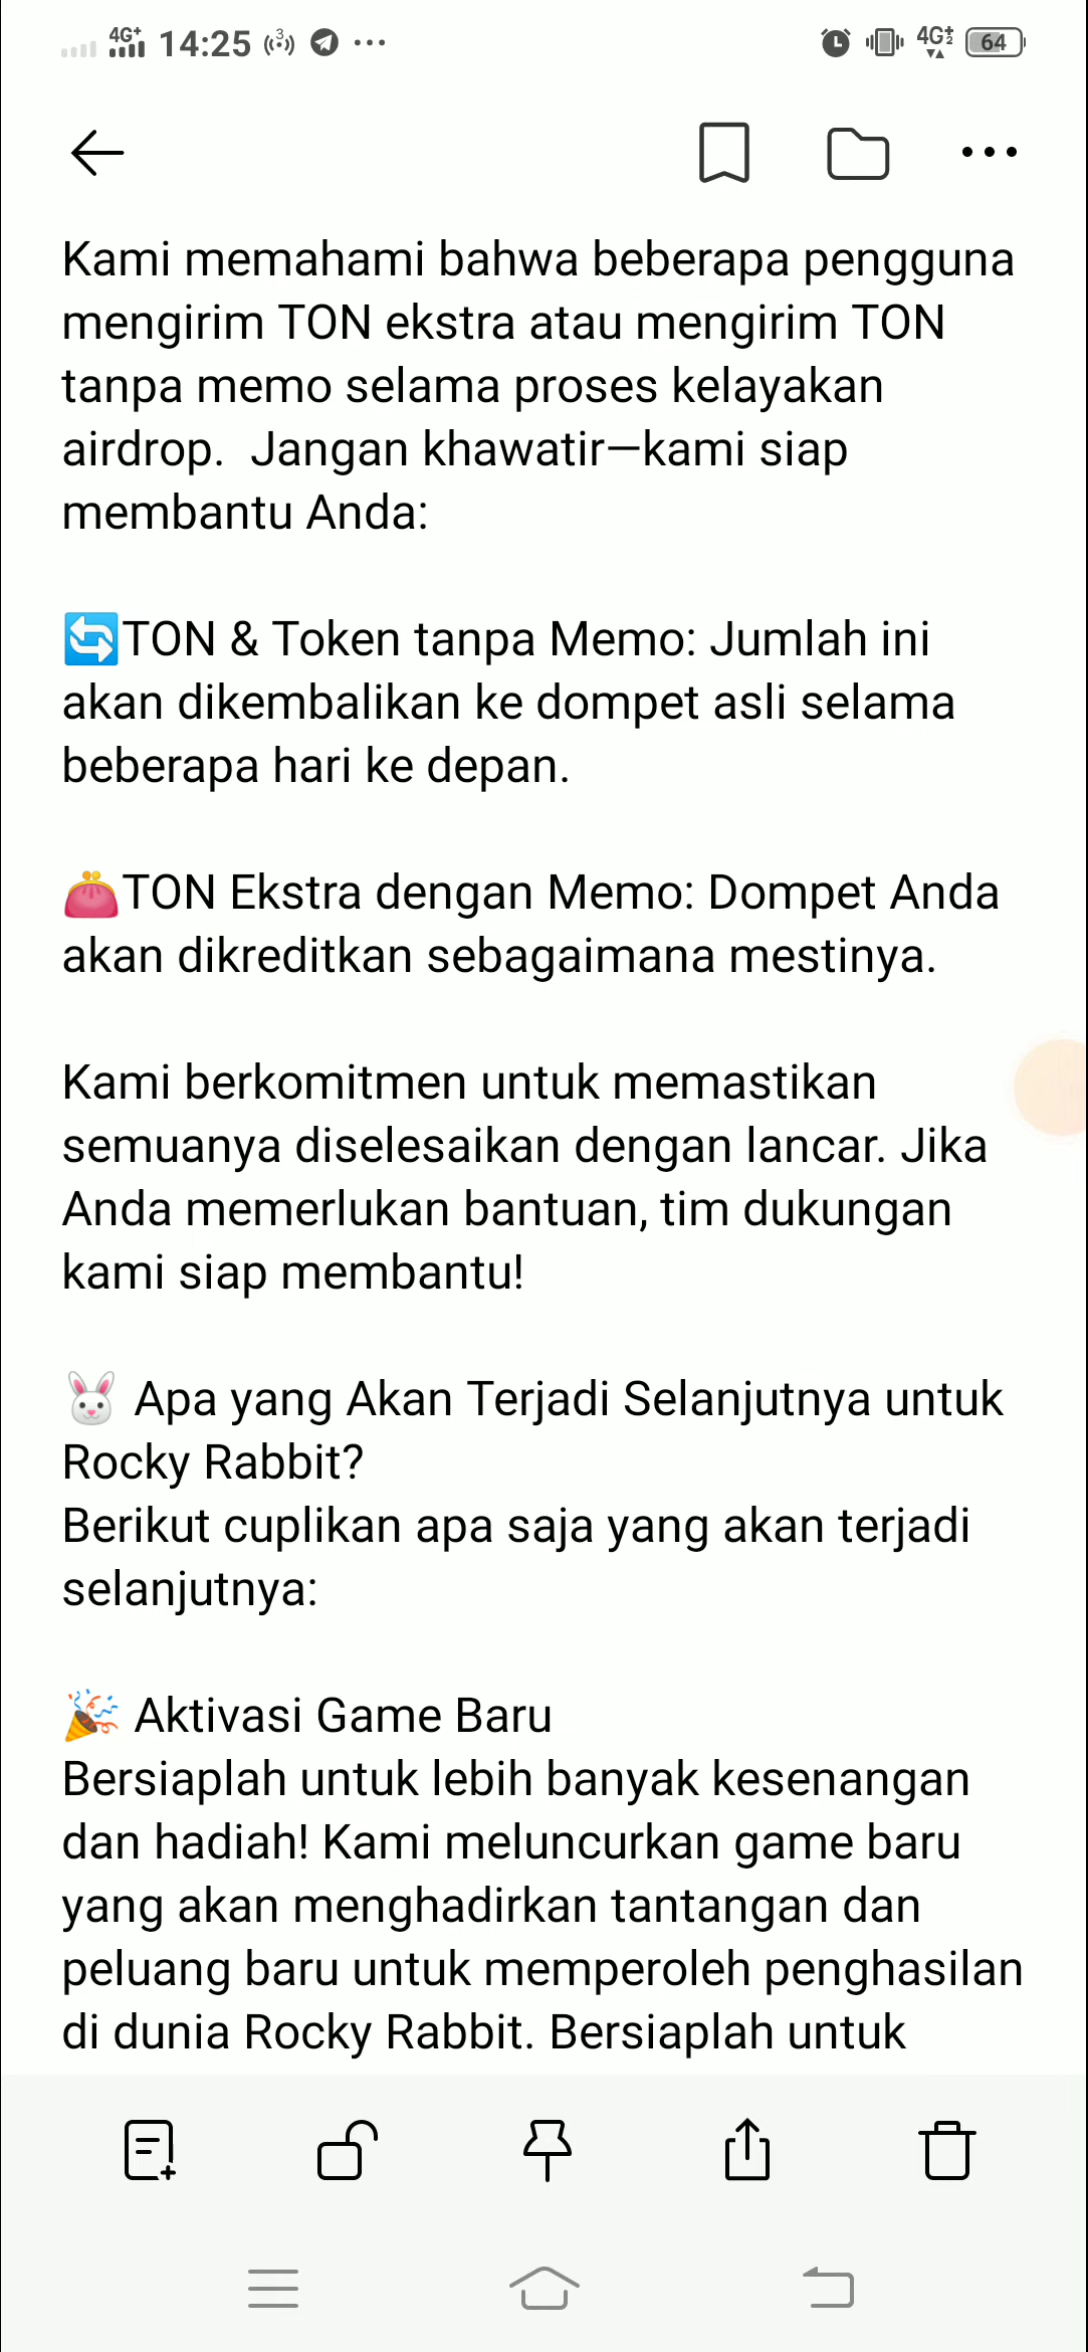 4G+ 14:25 3 4G 2 64
Kami memahami bahwa beberapa pengguna
mengirim TON ekstra atau mengirim TON
tanpa memo selama proses kelayakan
airdrop.  Jangan khawatir—kami siap
membantu Anda:
TON & Token tanpa Memo: Jumlah ini
akan dikembalikan ke dompet asli selama
beberapa hari ke depan.
TON Ekstra dengan Memo: Dompet Anda
akan dikreditkan sebagaimana mestinya.
Kami berkomitmen untuk memastikan
semuanya diselesaikan dengan lancar. Jika
Anda memerlukan bantuan, tim dukungan
kami siap membantu!
Apa yang Akan Terjadi Selanjutnya untuk
Rocky Rabbit?
Berikut cuplikan apa saja yang akan terjadi
selanjutnya:
Aktivasi Game Baru
Bersiaplah untuk lebih banyak kesenangan
dan hadiah! Kami meluncurkan game baru
yang akan menghadirkan tantangan dan
peluang baru untuk memperoleh penghasilan
di dunia Rocky Rabbit. Bersiaplah untuk